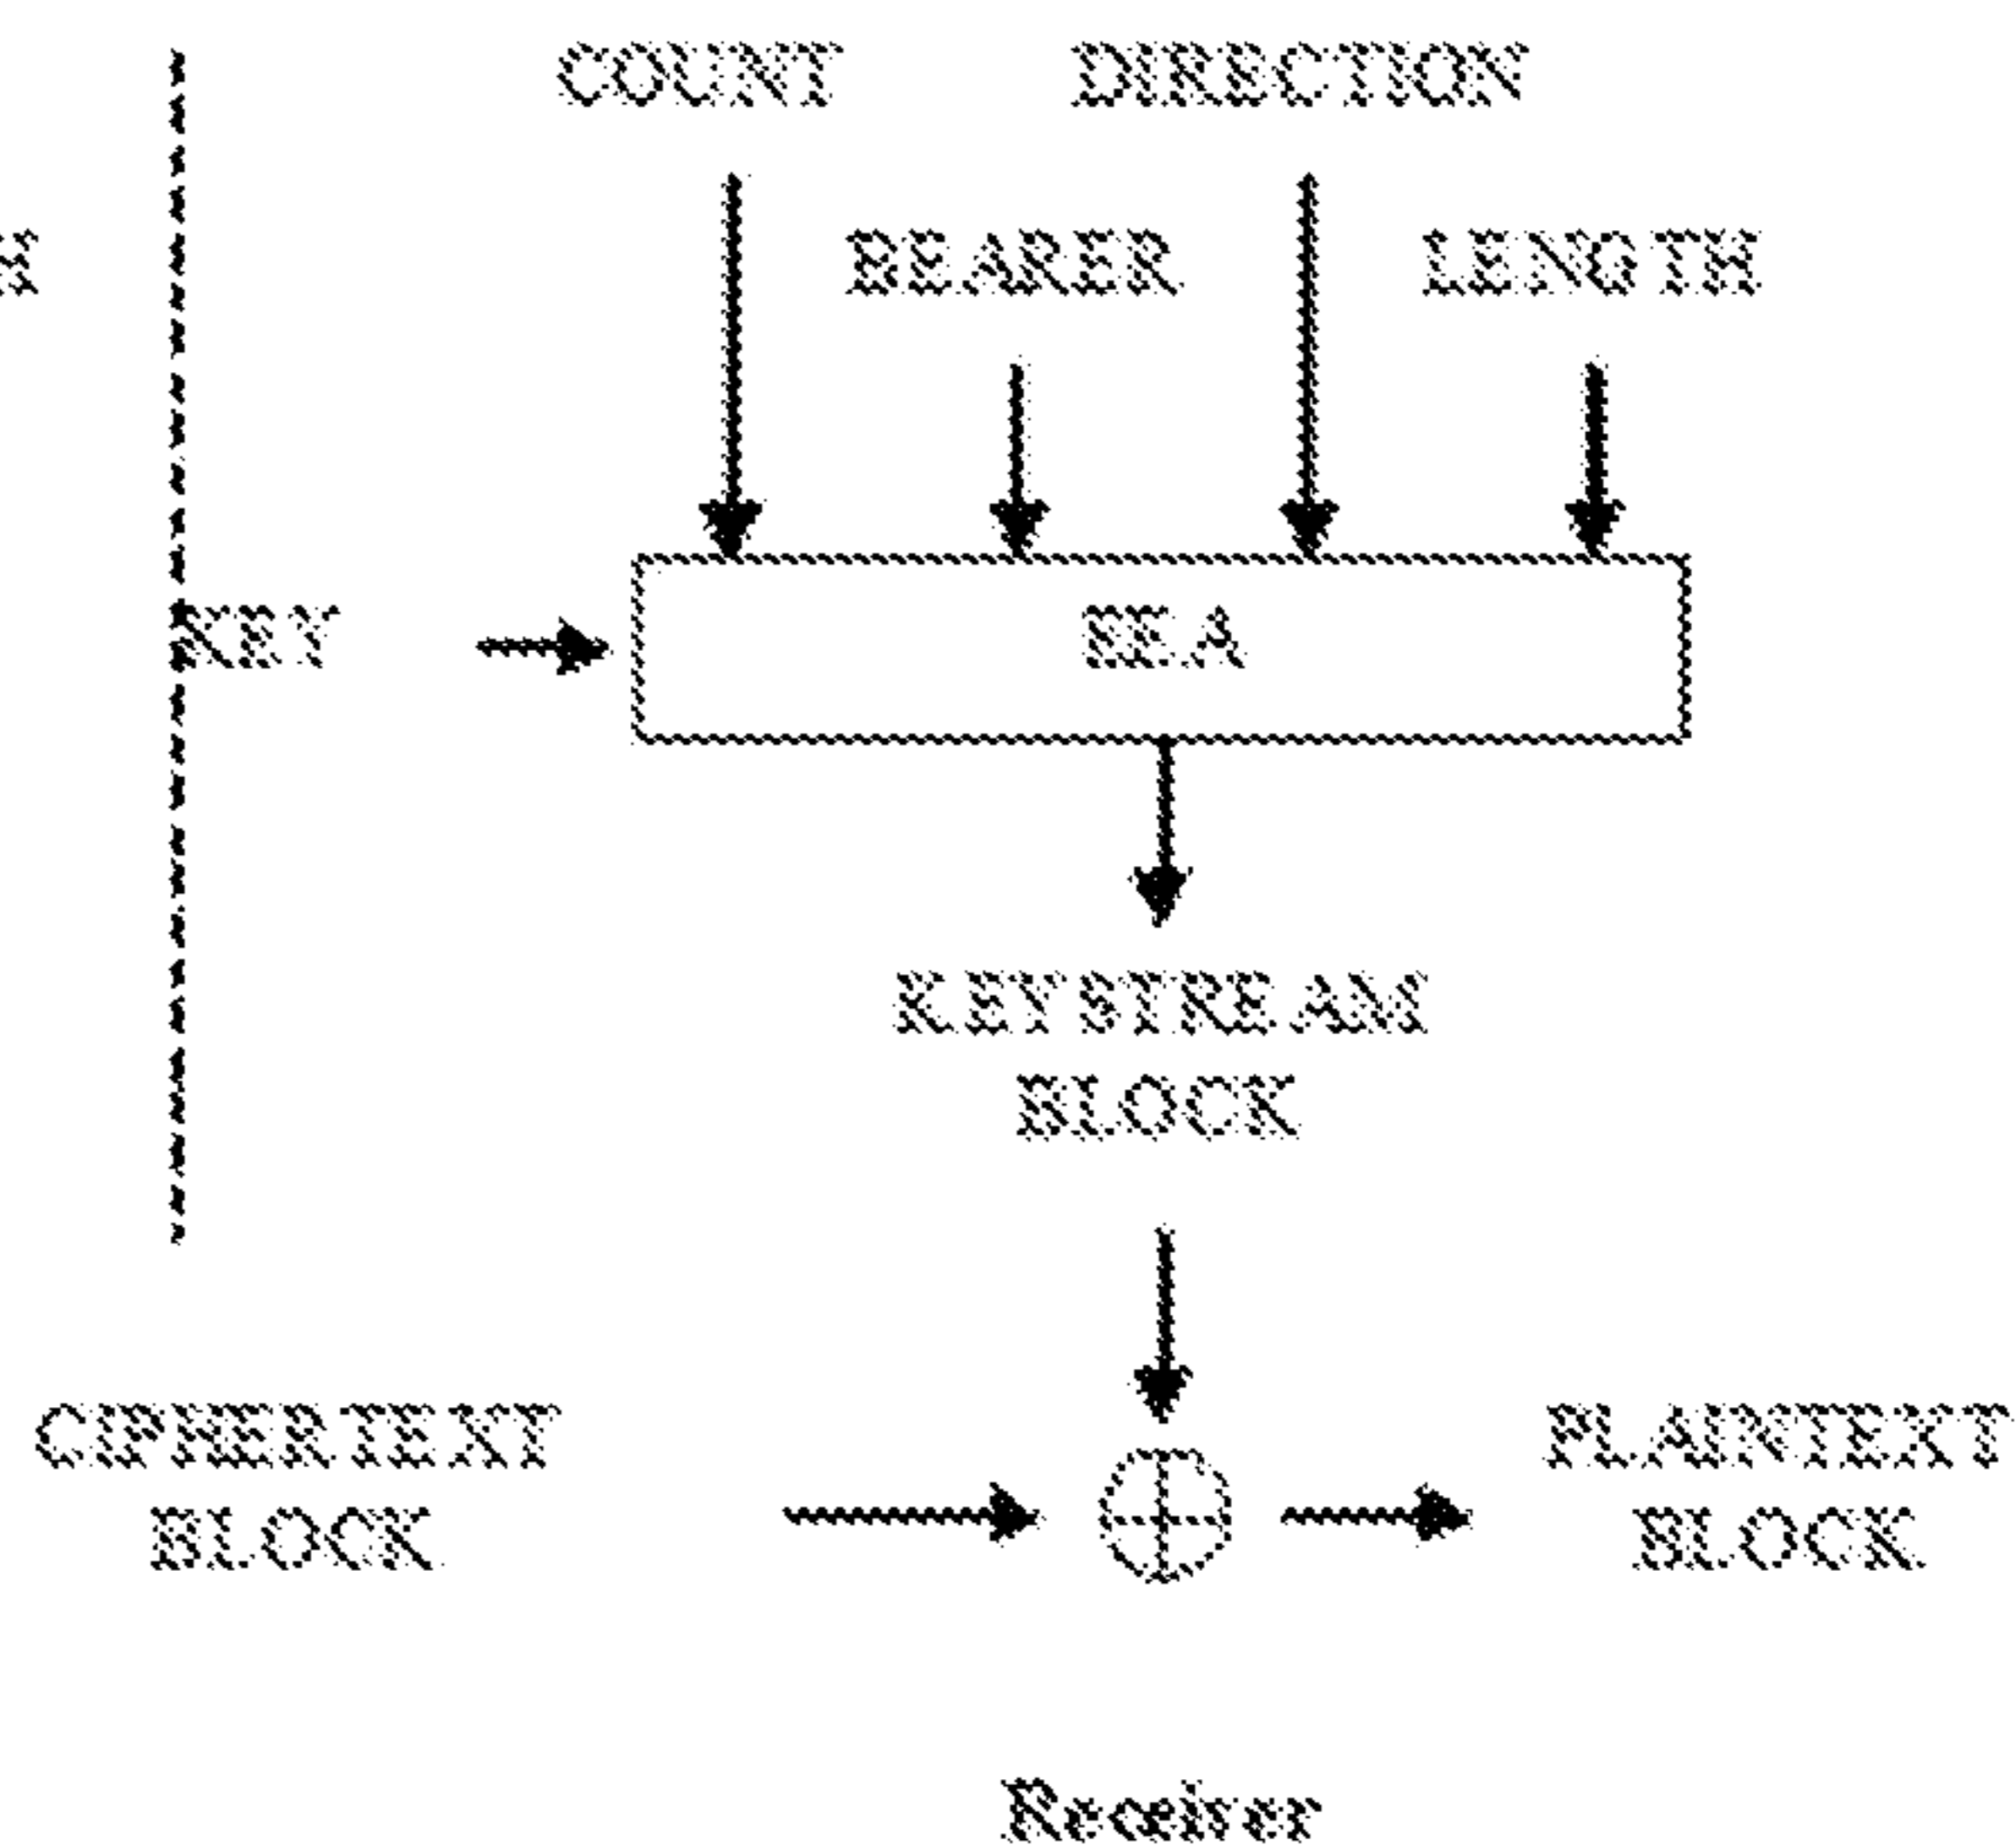 COUNT DIRECTION
BEARER LENGTH
KEY EEA
KEYSTREAM
BLOCK
CIPHERTEXT PLAINTEXT
BLOCK BLOCK
Receiver